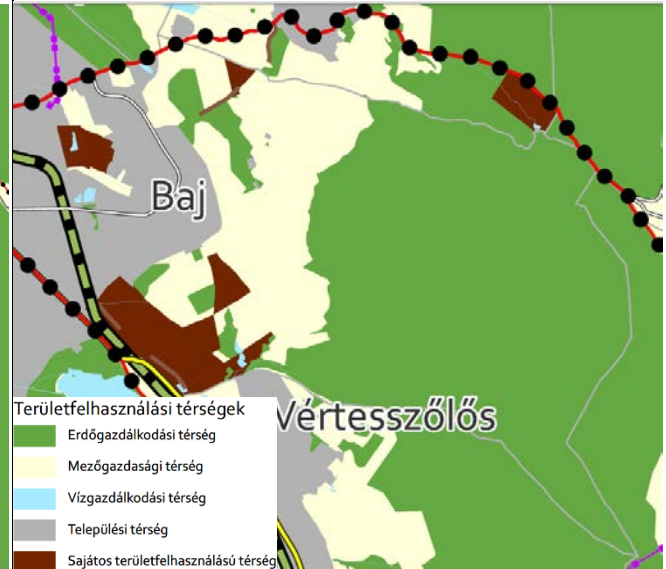 Baj
Vértesszőlős
Területfelhasználási térségek
Erdőgazdálkodási térség
Mezőgazdasági térség
Vízgazdálkodási térség
Települési térség
Sajátos területfelhasználású térség